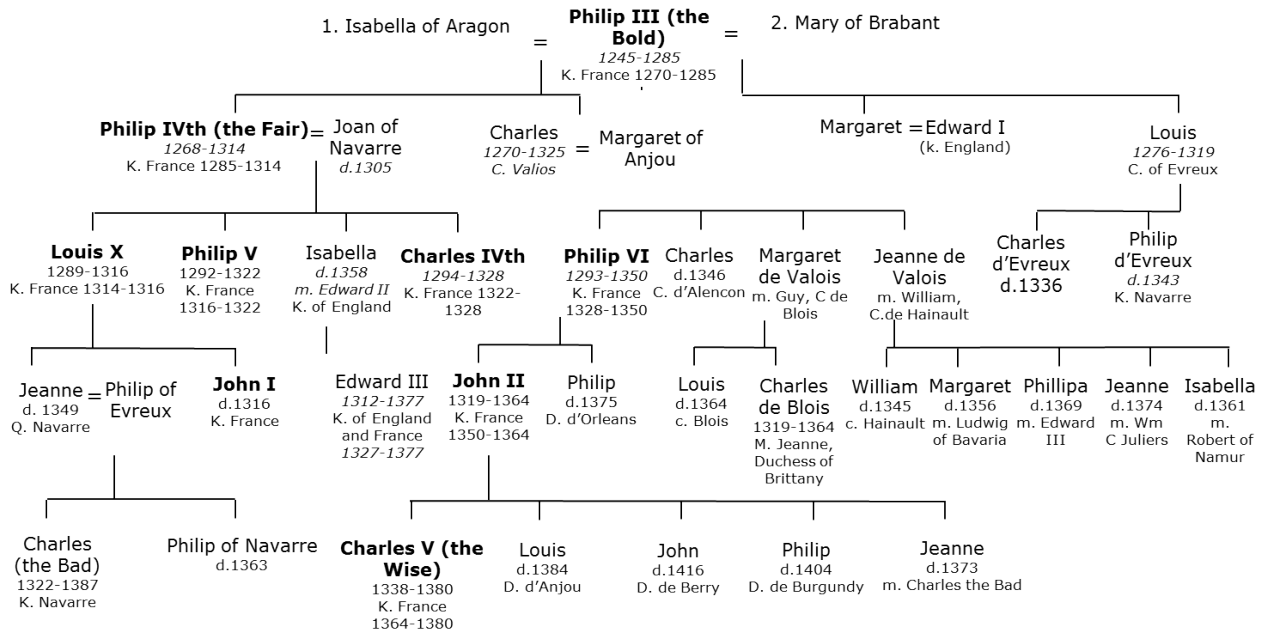 1. Isabella of Aragon
=
Philip III (the
Bold)
1245-1285
K. France 1270-1285
=
2. Mary of Brabant
Philip IVth (the Fair)
1268-1314
K. France 1285-1314
=
Joan of
Navarre
d.1305
Charles
1270-1325
C. Valios
=
Margaret of
Anjou
Margaret
=
Edward I
(k. England)
Louis
1276-1319
C. of Evreux
Louis X
1289-1316
K. France 1314-1316
Philip V
1292-1322
K. France
1316-1322
Isabella
d.1358
m. Edward II
K. of England
Charles IVth
1294-1328
K. France 1322-
1328
Philip VI
1293-1350
K. France
1328-1350
Charles
d.1346
C. d’Alencon
Margaret
de Valois
m. Guy, C de
Blois
Jeanne de
Valois
m. William,
C.de Hainault
Charles
d’Evreux
d.1336
Philip
d’Evreux
d.1343
K. Navarre
Jeanne
d. 1349
Q. Navarre
=
Philip of
Evreux
John I
d.1316
K. France
Edward III
1312-1377
K. of England
and France
1327-1377
John II
1319-1364
K. France
1350-1364
Philip
d.1375
D. d’Orleans
Louis
d.1364
c. Blois
Charles
de Blois
1319-1364
M. Jeanne,
Duchess of
Brittany
William
d.1345
c. Hainault
Margaret
d.1356
m. Ludwig
of Bavaria
Phillipa
d.1369
m. Edward
III
Jeanne
d.1374
m. Wm
C Juliers
Isabella
d.1361
m.
Robert of
Namur
Charles
(the Bad)
1322-1387
K. Navarre
Philip of Navarre
d.1363
Charles V (the
Wise)
1338-1380
K. France
1364-1380
Louis
d.1384
D. d’Anjou
John
d.1416
D. de Berry
Philip
d.1404
D. de Burgundy
Jeanne
d.1373
m. Charles the Bad